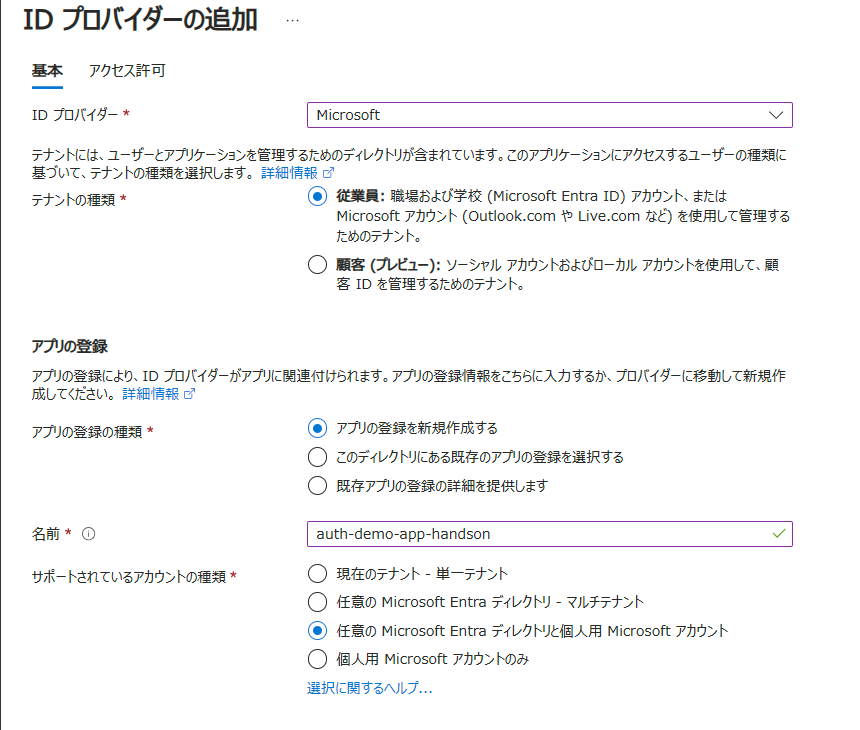 ID プロバイダーの追加 …
基本 アクセス許可
ID プロバイダー * Microsoft
テナントには、ユーザーとアプリケーションを管理するためのディレクトリが含まれています。このアプリケーションにアクセスするユーザーの種類に
基づいて、テナントの種類を選択します。 詳細情報
テナントの種類 * 従業員: 職場および学校 (Microsoft Entra ID) アカウント、または
Microsoft アカウント (Outlook.com や Live.com など) を使用して管理する
ためのテナント。
顧客 (プレビュー): ソーシャル アカウントおよびローカル アカウントを使用して、顧
客 ID を管理するためのテナント。
アプリの登録
アプリの登録により、ID プロバイダーがアプリに関連付けられます。アプリの登録情報をこちらに入力するか、プロバイダーに移動して新規作
成してください。 詳細情報
アプリの登録の種類 * アプリの登録を新規作成する
このディレクトリにある既存のアプリの登録を選択する
既存アプリの登録の詳細を提供します
名前 * auth-demo-app-handson
サポートされているアカウントの種類 * 現在のテナント - 単一テナント
任意の Microsoft Entra ディレクトリ - マルチテナント
任意の Microsoft Entra ディレクトリと個人用 Microsoft アカウント
個人用 Microsoft アカウントのみ
選択に関するヘルプ...